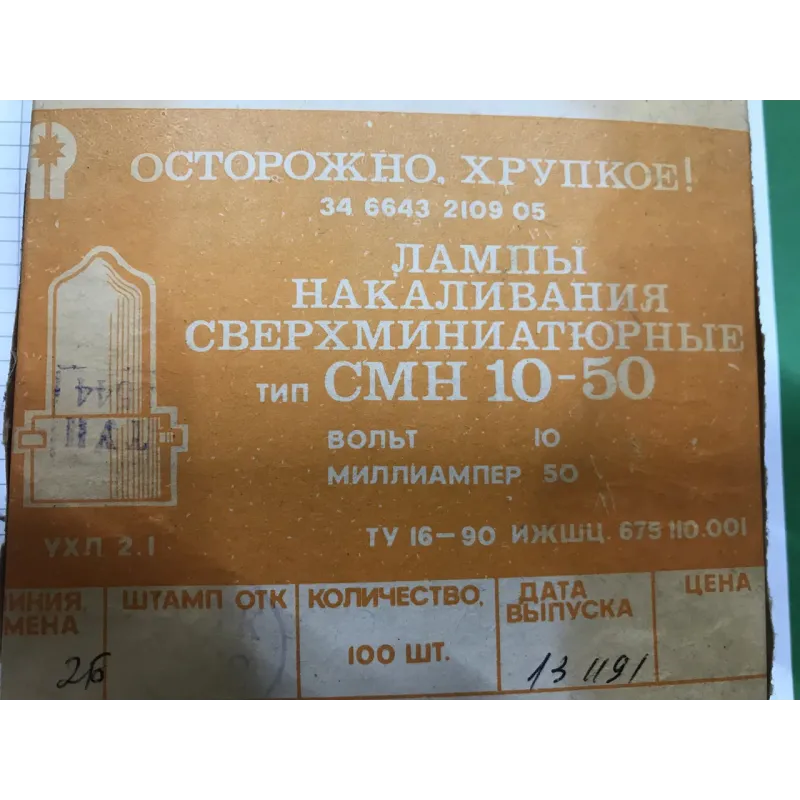 ОСТОРОЖНО, ХРУПКОЕ!
34 6643 2109 05
ЛАМПЫ
НАКАЛИВАНИЯ
СВЕРХМИНИАТЮРНЫЕ
ТИП СМН 10-50
ВОЛЬТ 10
МИЛЛИАМПЕР 50
ТУ 16-90 ИЖШЦ. 675 110.001
УХЛ 2.1
ШТАМП ОТК
КОЛИЧЕСТВО,
100 ШТ.
ДАТА
ВЫПУСКА
13 11 91
ЦЕНА
26